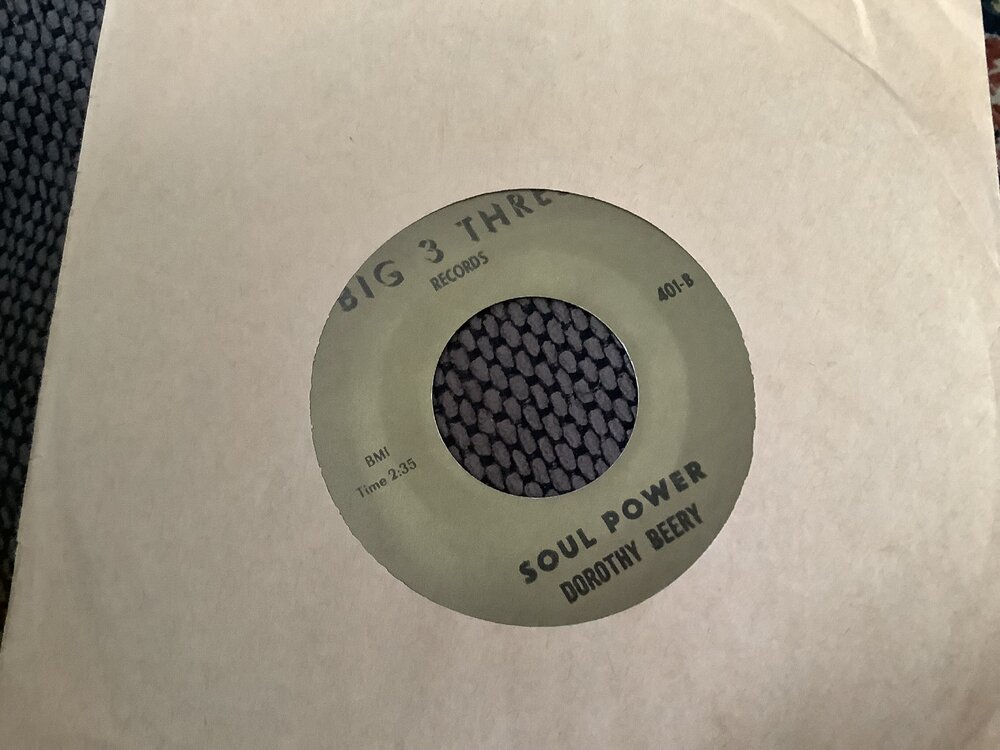 BIG 3 THRE
RECORDS
401-B
BMI
Time 2:35
SOUL POWER
DOROTHY BEERY